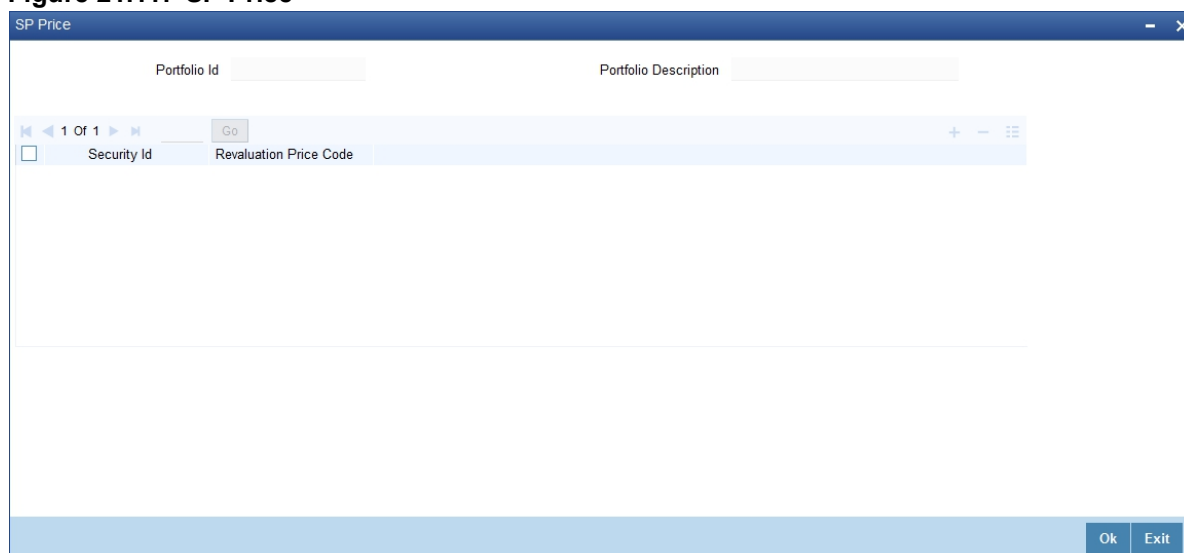 SP Price
Portfolio Id
Portfolio Description
1 Of 1
Go
Security Id
Revaluation Price Code
Ok
Exit